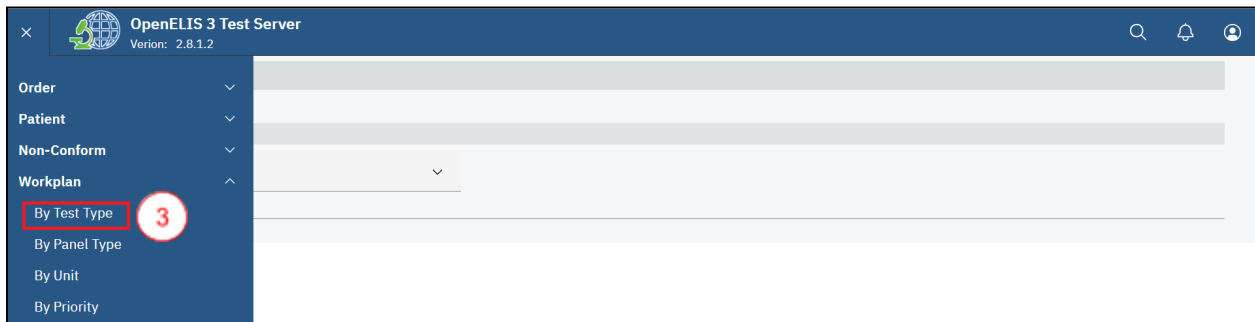 OpenELIS 3 Test Server
Verion: 2.8.1.2
Order
Patient
Non-Conform
Workplan
By Test Type
3
By Panel Type
By Unit
By Priority